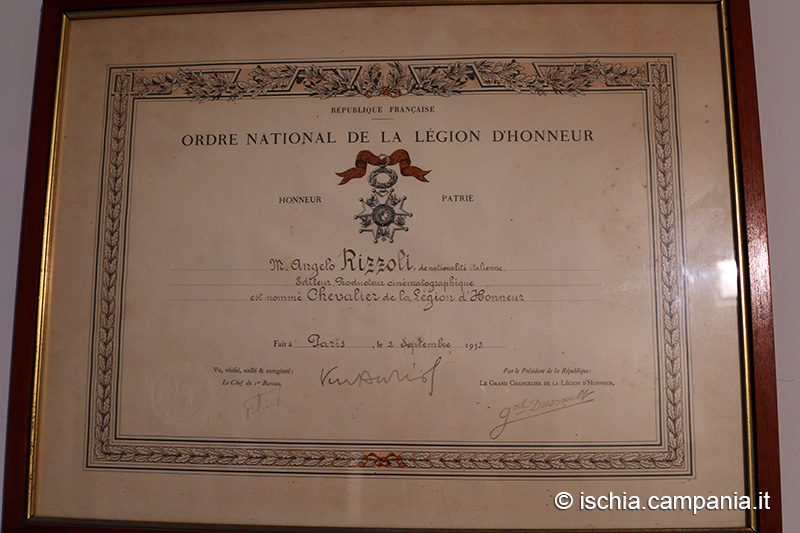 RÉPUBLIQUE FRANÇAISE
ORDRE NATIONAL DE LA LÉGION D'HONNEUR
HONNEUR PATRIE
M. Angelo Rizzoli, de nationalité italienne,
Editeur, Producteur cinématographique
est nommé Chevalier de la Légion d'Honneur
Fait à Paris, le 2 Septembre 1953
Vu, vérifié, scellé & enregistré:
Le Chef du 1er Bureau,
Par le Président de la République:
LE GRAND CHANCELIER DE LA LÉGION D'HONNEUR,
© ischia.campania.it